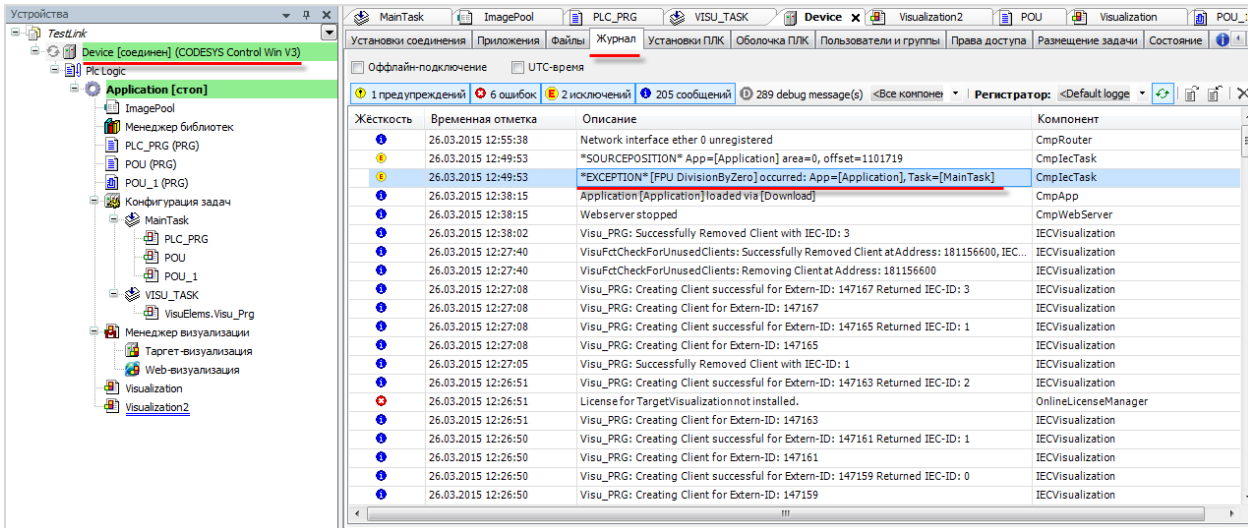 Устройства
TestLink
Device [соединен] (CODESYS Control Win V3)
Plc Logic
Application [стоп]
ImagePool
Менеджер библиотек
PLC_PRG (PRG)
POU (PRG)
POU_1 (PRG)
Конфигурация задач
MainTask
PLC_PRG
POU
POU_1
VISU_TASK
VisuElems.Visu_Prg
Менеджер визуализации
Таргет-визуализация
Web-визуализация
Visualization
Visualization2
MainTask ImagePool PLC_PRG VISU_TASK Device Visualization2 POU Visualization POU_1
Установки соединения Приложения Файлы Журнал Установки ПЛК Оболочка ПЛК Пользователи и группы Права доступа Размещение задачи Состояние
Оффлайн-подключение UTC-время
1 предупреждений 6 ошибок 2 исключений 205 сообщений 289 debug message(s) <Все компонен Регистратор: <Default logge
Жёсткость Временная отметка Описание Компонент
26.03.2015 12:55:38 Network interface ether 0 unregistered CmpRouter
26.03.2015 12:49:53 *SOURCEPOSITION* App=[Application] area=0, offset=1101719 CmpIecTask
26.03.2015 12:49:53 *EXCEPTION* [FPU DivisionByZero] occurred: App=[Application], Task=[MainTask] CmpIecTask
26.03.2015 12:38:15 Application [Application] loaded via [Download] CmpApp
26.03.2015 12:38:15 Webserver stopped CmpWebServer
26.03.2015 12:38:02 Visu_PRG: Successfully Removed Client with IEC-ID: 3 IECVisualization
26.03.2015 12:27:40 VisuFctCheckForUnusedClients: Successfully Removed Client at Address: 181156600, IEC... IECVisualization
26.03.2015 12:27:40 VisuFctCheckForUnusedClients: Removing Client at Address: 181156600 IECVisualization
26.03.2015 12:27:08 Visu_PRG: Creating Client successful for Extern-ID: 147167 Returned IEC-ID: 3 IECVisualization
26.03.2015 12:27:08 Visu_PRG: Creating Client for Extern-ID: 147167 IECVisualization
26.03.2015 12:27:08 Visu_PRG: Creating Client successful for Extern-ID: 147165 Returned IEC-ID: 1 IECVisualization
26.03.2015 12:27:08 Visu_PRG: Creating Client for Extern-ID: 147165 IECVisualization
26.03.2015 12:27:05 Visu_PRG: Successfully Removed Client with IEC-ID: 1 IECVisualization
26.03.2015 12:26:51 Visu_PRG: Creating Client successful for Extern-ID: 147163 Returned IEC-ID: 2 IECVisualization
26.03.2015 12:26:51 License for TargetVisualization not installed. OnlineLicenseManager
26.03.2015 12:26:51 Visu_PRG: Creating Client for Extern-ID: 147163 IECVisualization
26.03.2015 12:26:50 Visu_PRG: Creating Client successful for Extern-ID: 147161 Returned IEC-ID: 1 IECVisualization
26.03.2015 12:26:50 Visu_PRG: Creating Client for Extern-ID: 147161 IECVisualization
26.03.2015 12:26:50 Visu_PRG: Creating Client successful for Extern-ID: 147159 Returned IEC-ID: 0 IECVisualization
26.03.2015 12:26:50 Visu_PRG: Creating Client for Extern-ID: 147159 IECVisualization